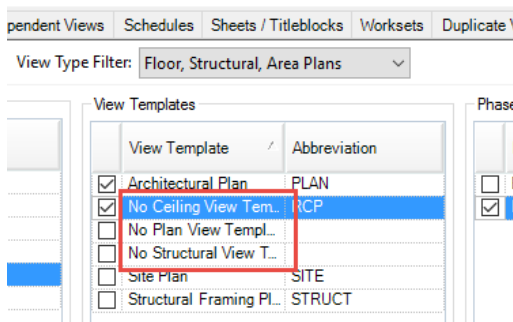 pendent Views Schedules Sheets / Titleblocks Worksets Duplicate
View Type Filter: Floor, Structural, Area Plans
View Templates
Phase
View Template Abbreviation
Architectural Plan PLAN
No Ceiling View Tem... RCP
No Plan View Templ...
No Structural View T...
Site Plan SITE
Structural Framing Pl... STRUCT